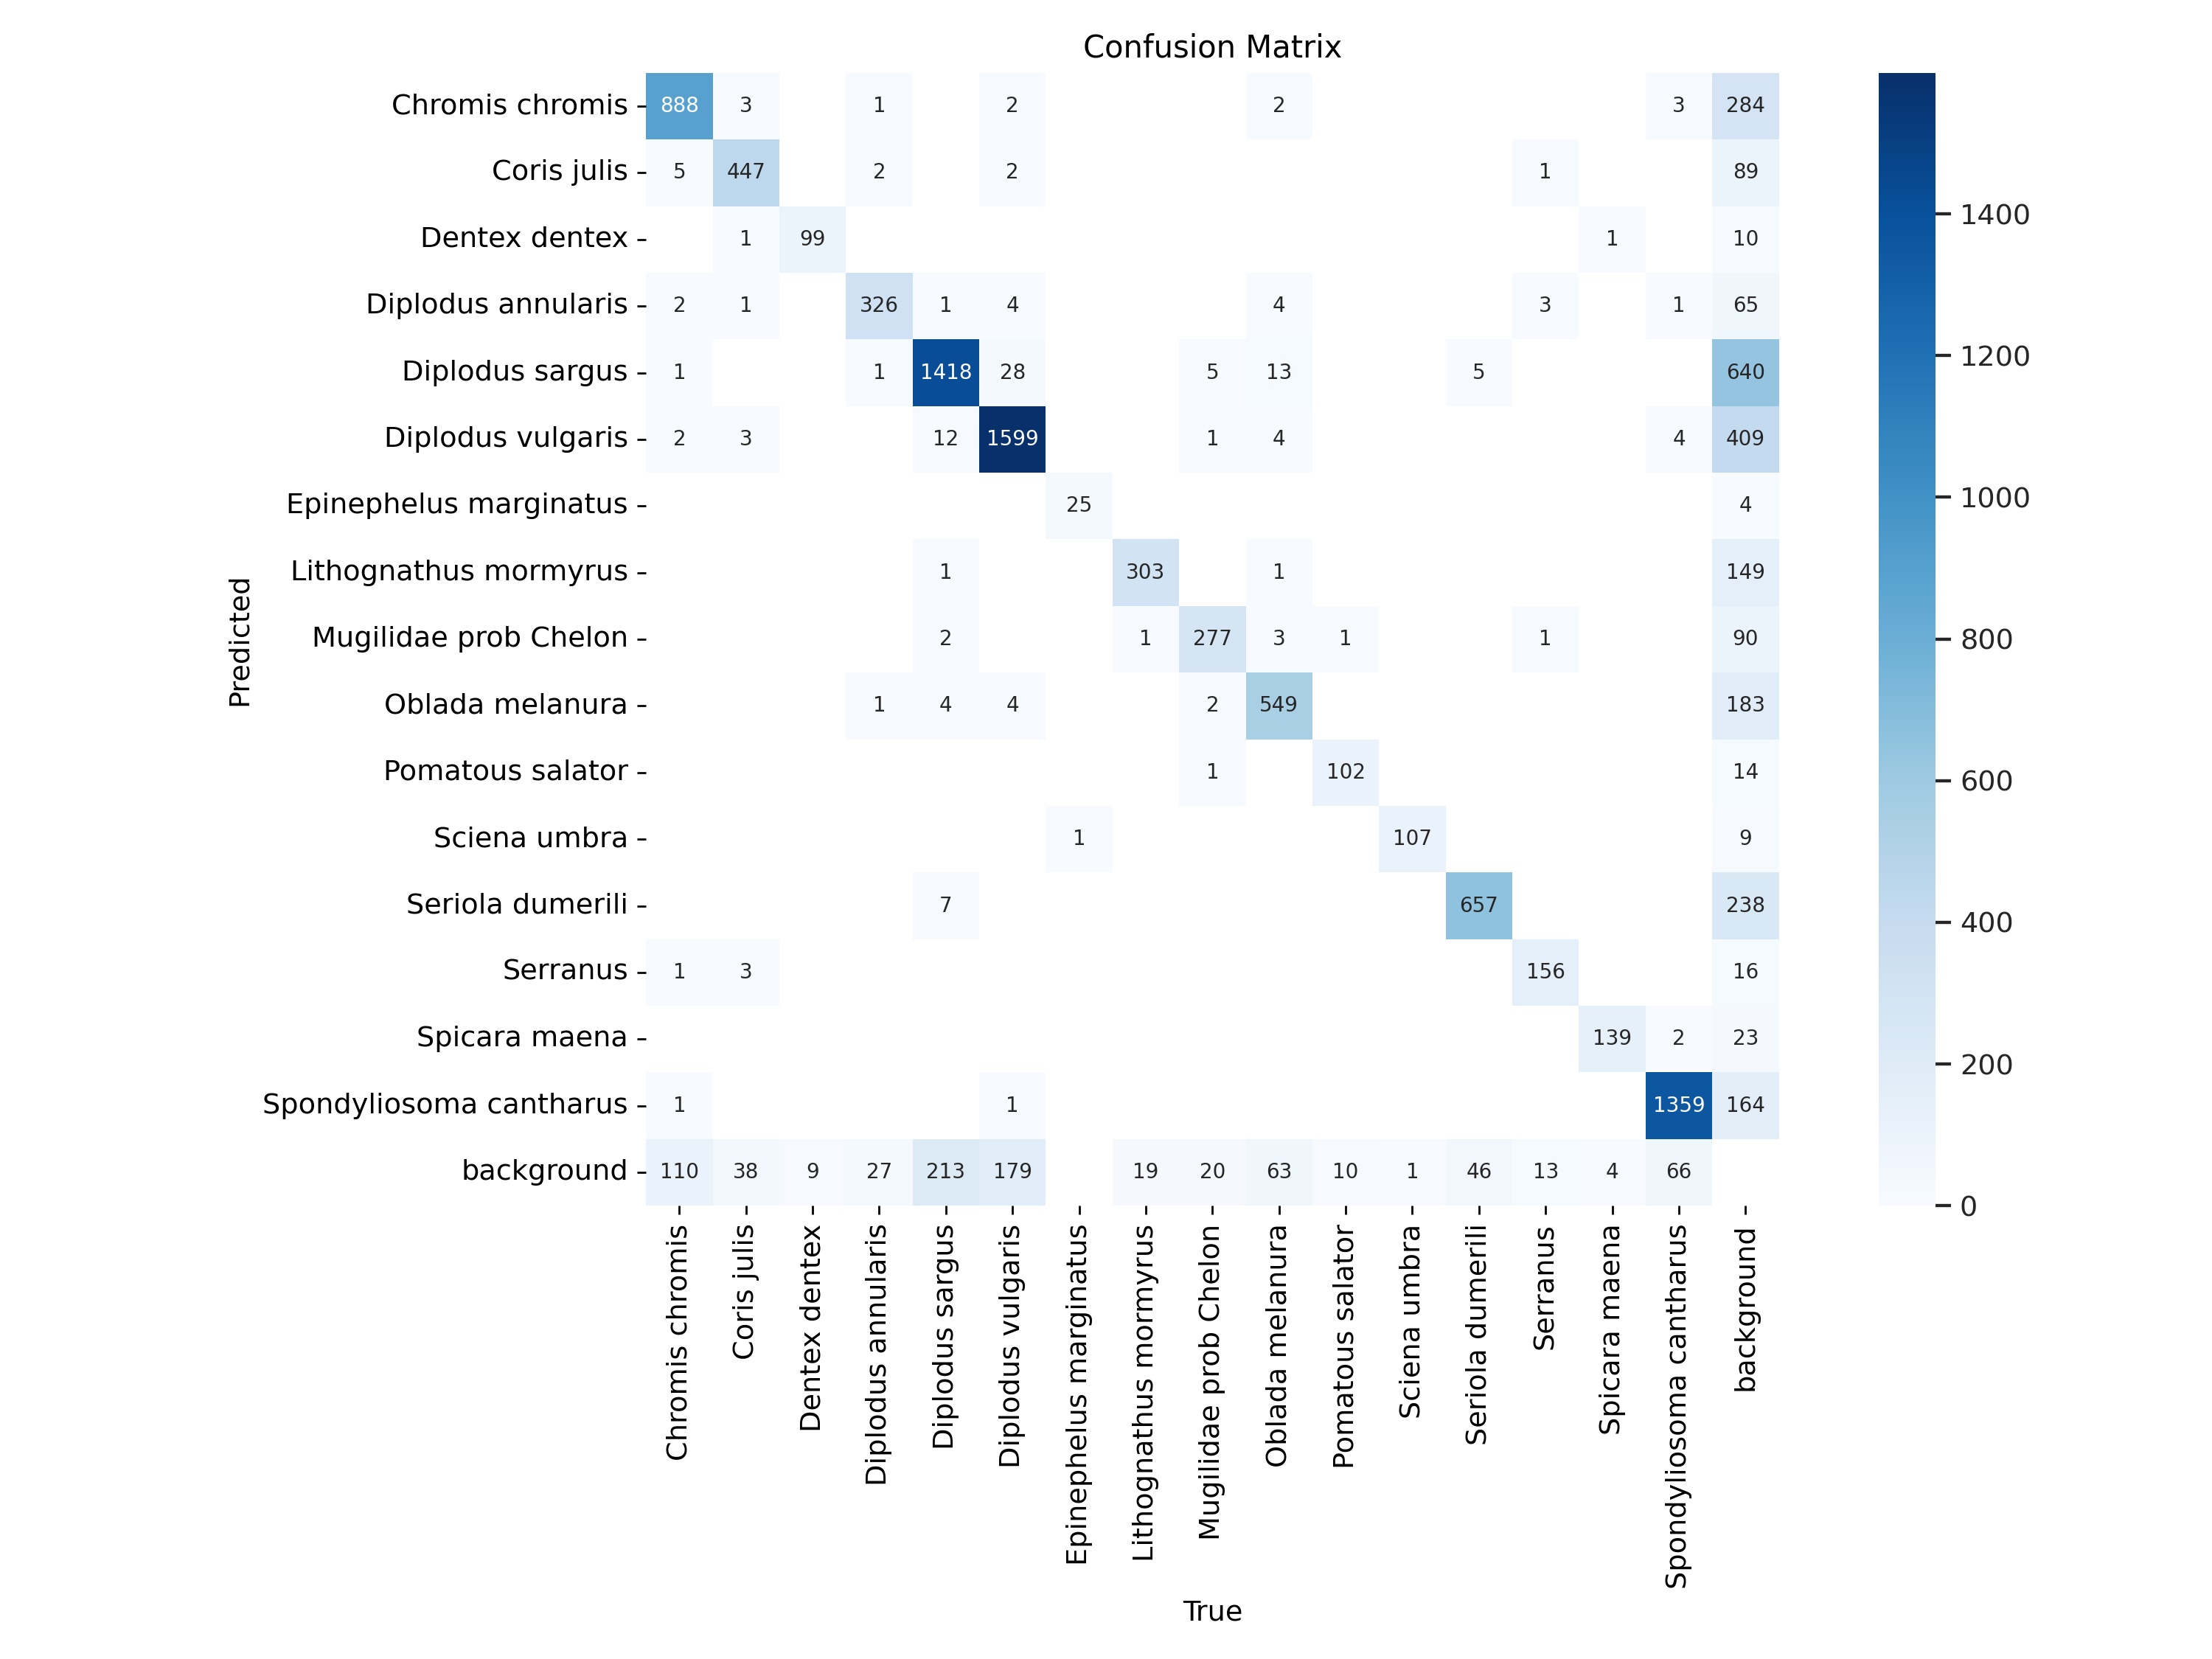 Confusion Matrix
Chromis chromis 888 3 1 2 2 3 284
Coris julis 5 447 2 2 1 89
Dentex dentex 1 99 1 10
Diplodus annularis 2 1 326 1 4 4 3 1 65
Diplodus sargus 1 1 1418 28 5 13 5 640
Diplodus vulgaris 2 3 12 1599 1 4 4 409
Epinephelus marginatus 25 4
Lithognathus mormyrus 1 303 1 149
Mugilidae prob Chelon 2 1 277 3 1 1 90
Oblada melanura 1 4 4 2 549 183
Pomatous salator 1 102 14
Sciena umbra 1 107 9
Seriola dumerili 7 657 238
Serranus 1 3 156 16
Spicara maena 139 2 23
Spondyliosoma cantharus 1 1 1359 164
background 110 38 9 27 213 179 19 20 63 10 1 46 13 4 66
Predicted
Chromis chromis
Coris julis
Dentex dentex
Diplodus annularis
Diplodus sargus
Diplodus vulgaris
Epinephelus marginatus
Lithognathus mormyrus
Mugilidae prob Chelon
Oblada melanura
Pomatous salator
Sciena umbra
Seriola dumerili
Serranus
Spicara maena
Spondyliosoma cantharus
background
True
1400
1200
1000
800
600
400
200
0